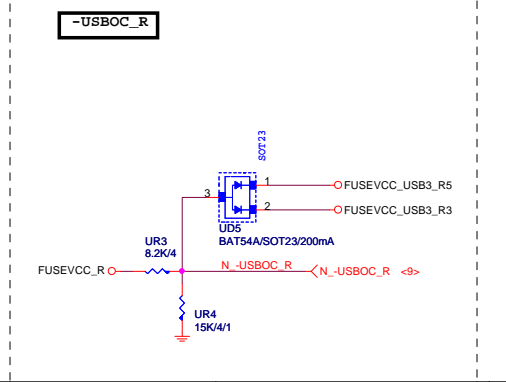 -USBOC_R
SOT23
1
3
FUSEVCC_USB3_R5
2
FUSEVCC_USB3_R3
UD5
BAT54A/SOT23/200mA
UR3
8.2K/4
FUSEVCC_R
N_-USBOC_R
N_-USBOC_R <9>
UR4
15K/4/1